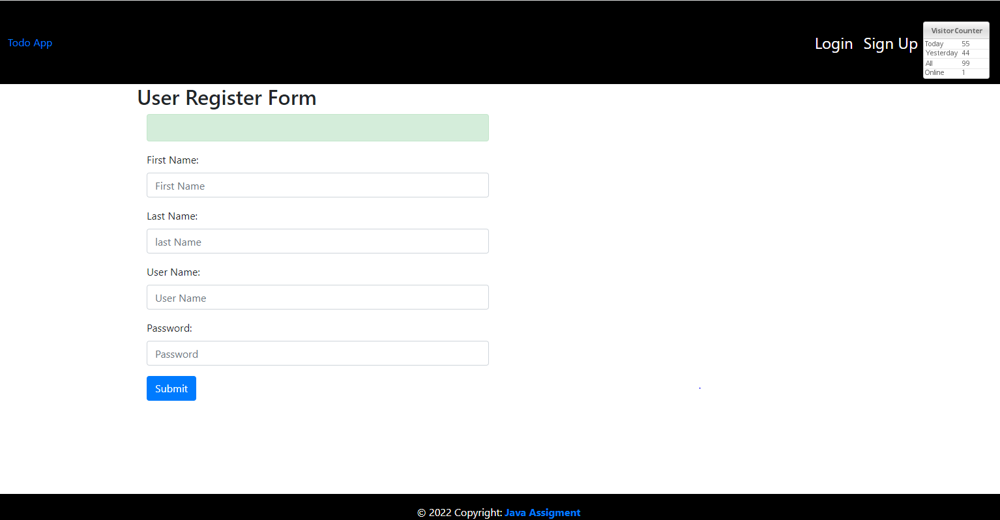 Todo App
Login Sign Up
Visitor Counter
Today 55
Yesterday 44
All 99
Online 1
User Register Form
First Name:
First Name
Last Name:
last Name
User Name:
User Name
Password:
Password
Submit
© 2022 Copyright: Java Assigment